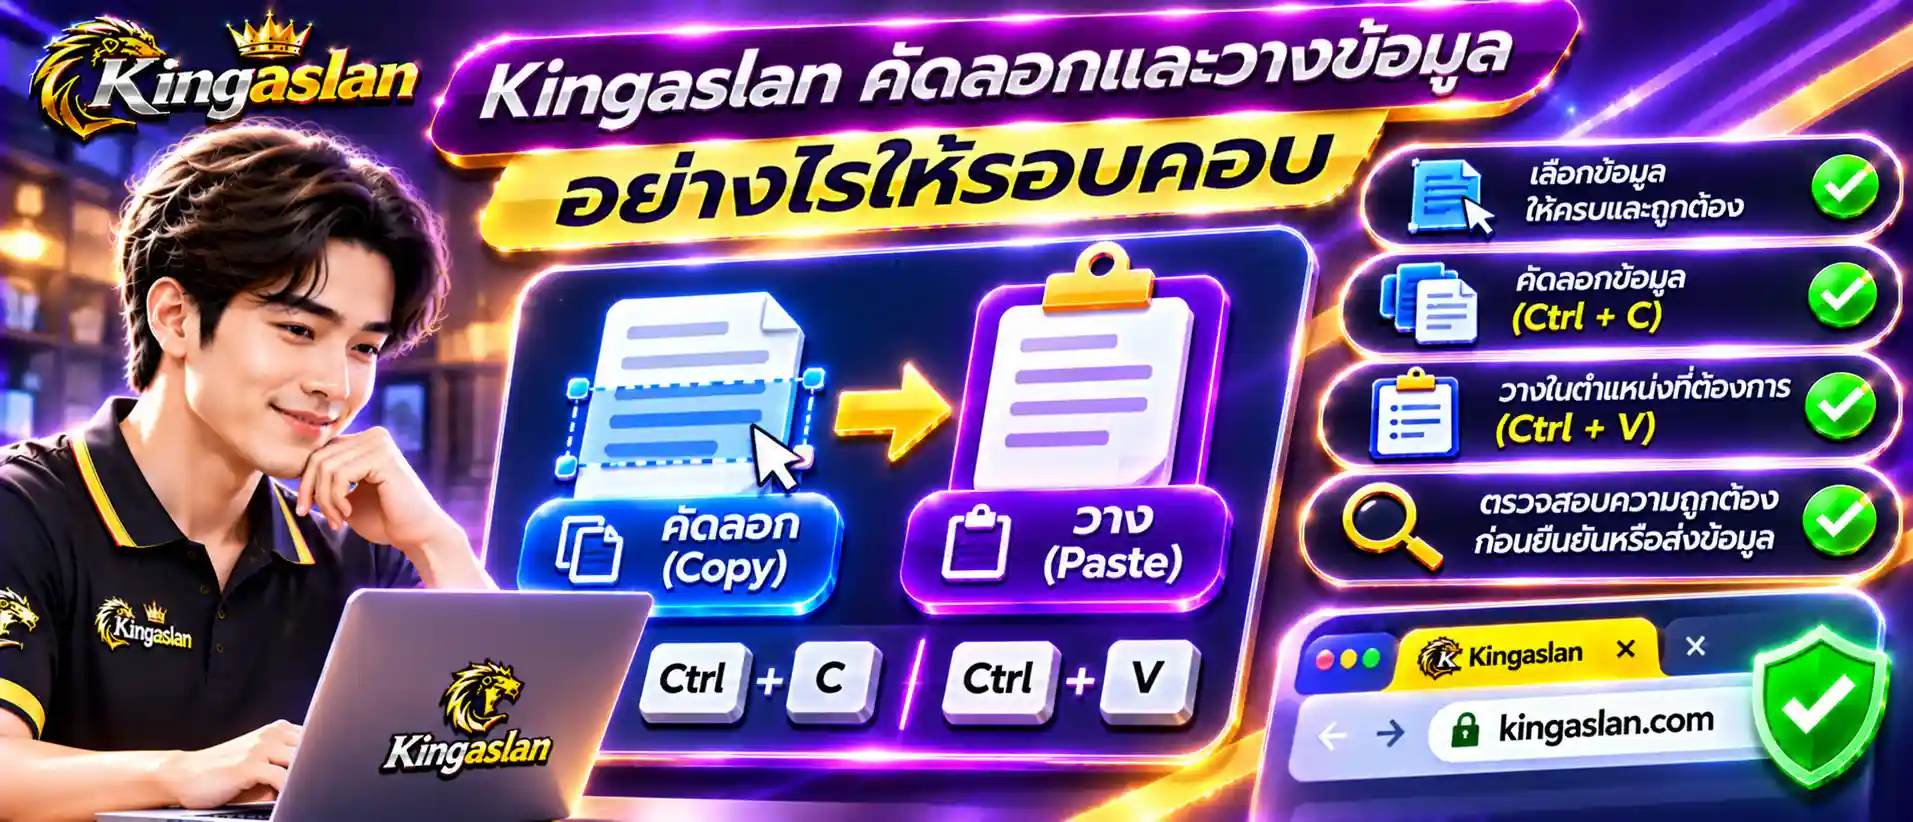 Kingaslan
Kingaslan คัดลอกและวางข้อมูล
อย่างไรให้รอบคอบ
เลือกข้อมูล
ให้ครบและถูกต้อง
คัดลอกข้อมูล
(Ctrl + C)
วางในตำแหน่งที่ต้องการ
(Ctrl + V)
ตรวจสอบความถูกต้อง
ก่อนยืนยันหรือส่งข้อมูล
คัดลอก
(Copy)
วาง
(Paste)
Ctrl + C | Ctrl + V
Kingaslan
Kingaslan
K Kingaslan × ×
kingaslan.com